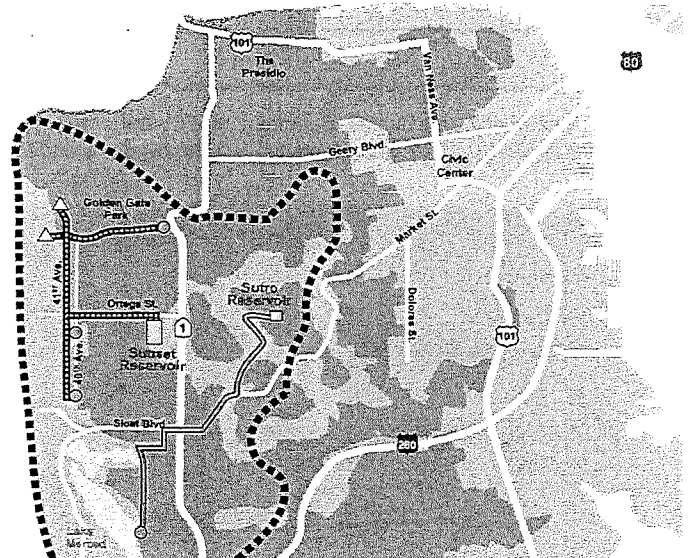 101
The
Presidio
80
Van Ness Ave
Geery Blvd.
Civic
Center
Golden Gate
Park
Market St.
41ST Ave
Sutro
Reservoir
Ortega St.
Dolores St.
1
101
Sunset
Reservoir
40th Ave.
Sloat Blvd
280
Lake
Merced